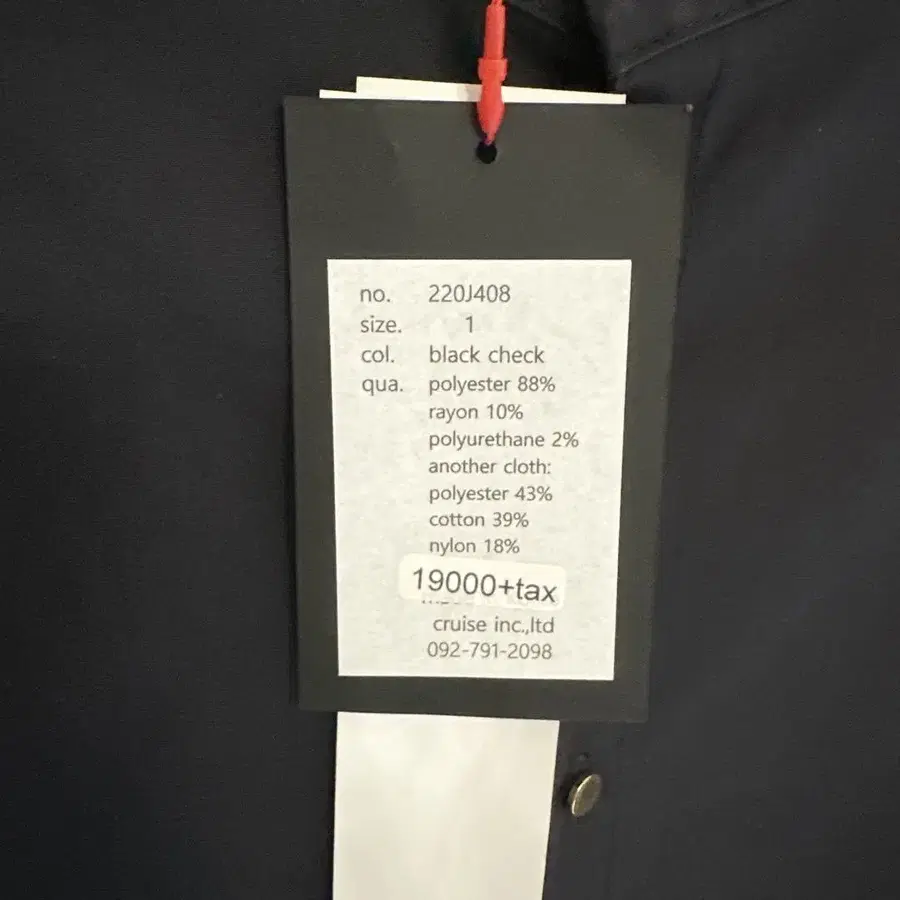 no. 220J408
size. 1
col. black check
qua. polyester 88%
rayon 10%
polyurethane 2%
another cloth:
polyester 43%
cotton 39%
nylon 18%
19000+tax
cruise inc.,ltd
092-791-2098